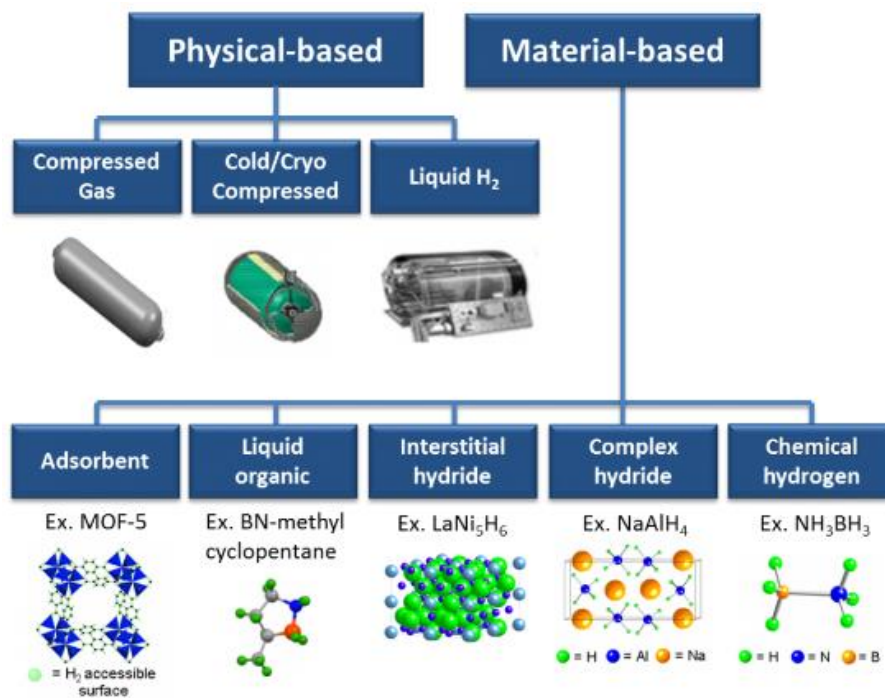 Physical-based
Material-based
Compressed
Gas
Cold/Cryo
Compressed
Liquid H₂
Adsorbent
Liquid
organic
Interstitial
hydride
Complex
hydride
Chemical
hydrogen
Ex. MOF-5
Ex. BN-methyl
cyclopentane
Ex. LaNi₅H₆
Ex. NaAlH₄
Ex. NH₃BH₃
= H₂ accessible
surface
= H = Al = Na
= H = N = B